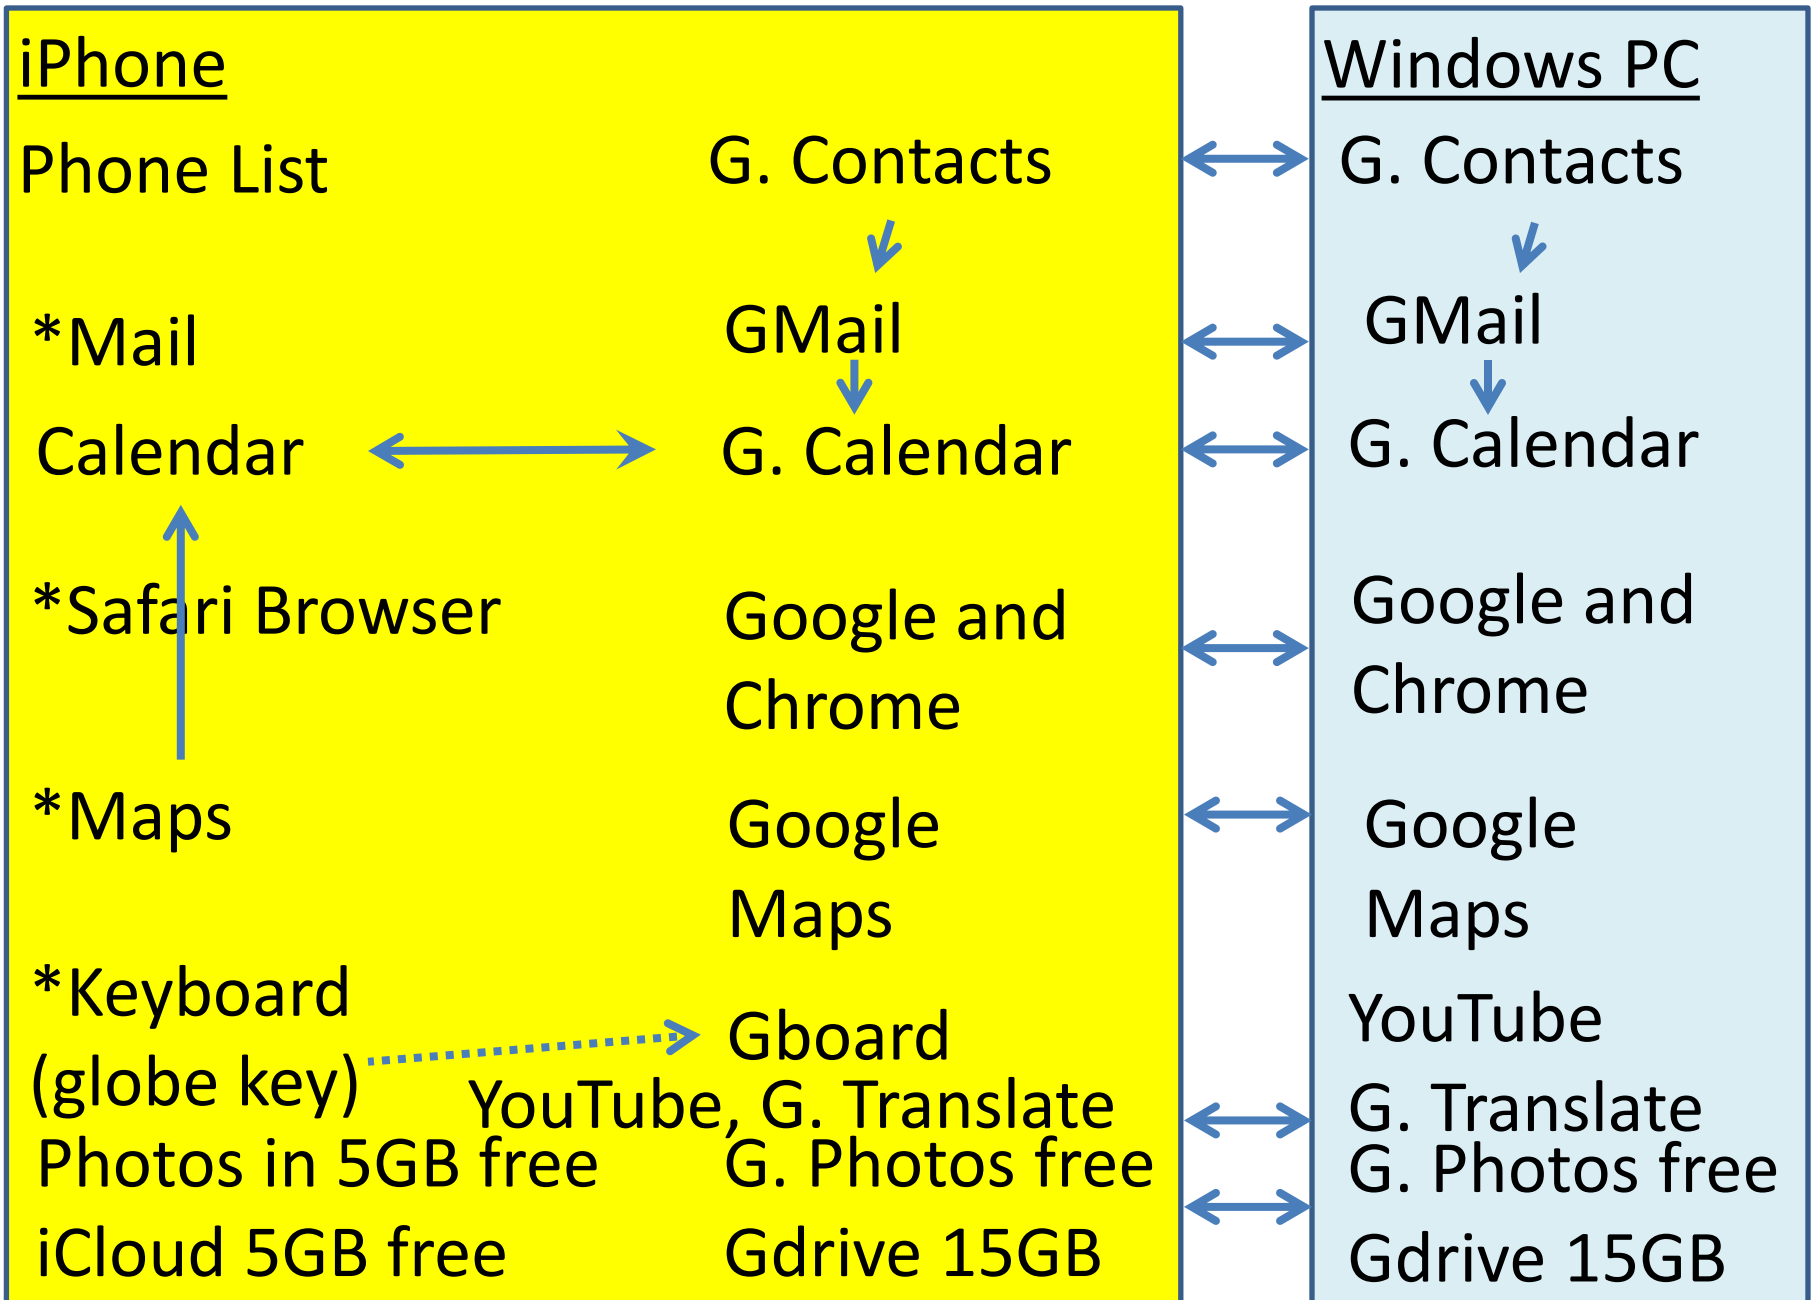 iPhone
Phone List
G. Contacts
*Mail
GMail
Calendar
G. Calendar
*Safari Browser
Google and
Chrome
*Maps
Google
Maps
*Keyboard
(globe key)
Gboard
YouTube, G. Translate
Photos in 5GB free
G. Photos free
iCloud 5GB free
Gdrive 15GB
Windows PC
G. Contacts
GMail
G. Calendar
Google and
Chrome
Google
Maps
YouTube
G. Translate
G. Photos free
Gdrive 15GB